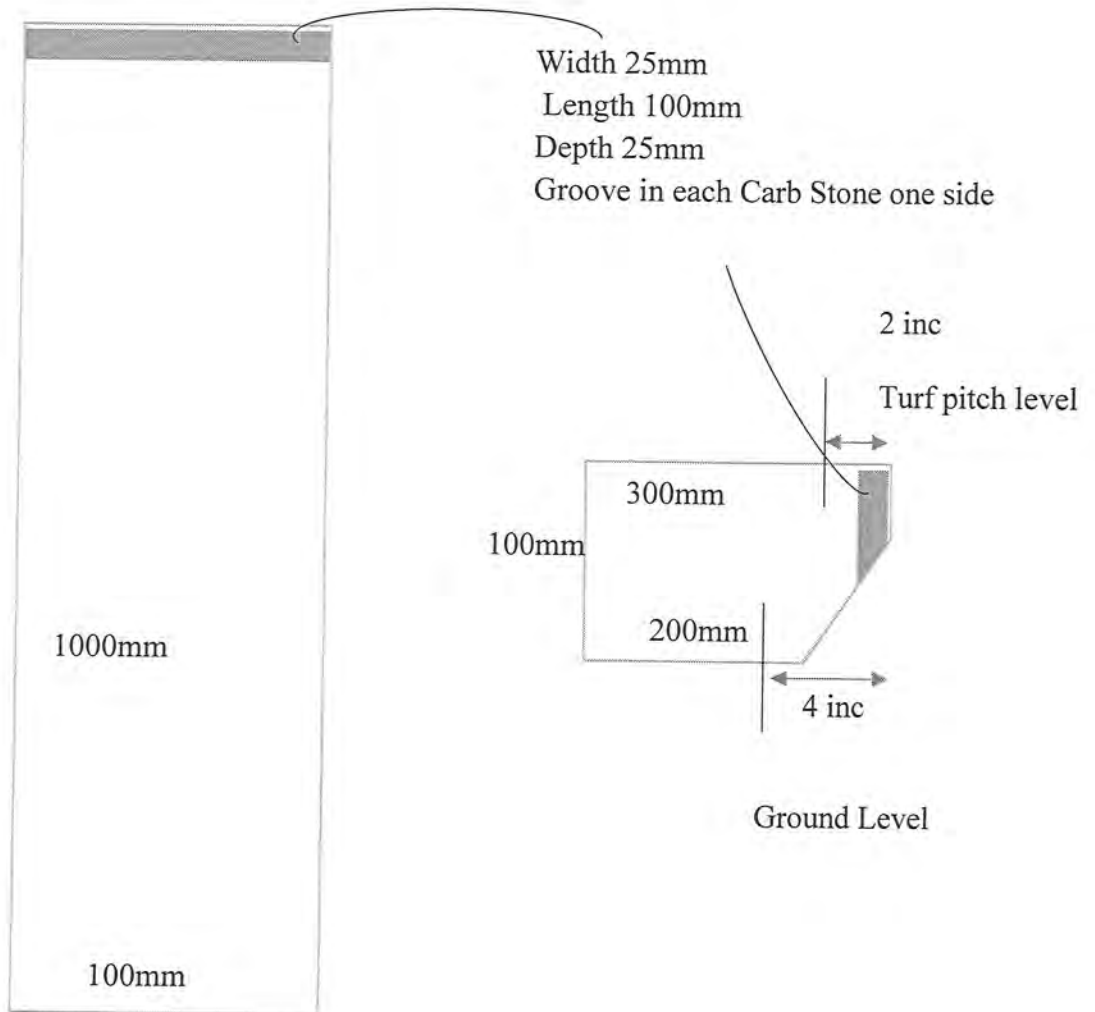 Width 25mm
Length 100mm
Depth 25mm
Groove in each Carb Stone one side
2 inc
Turf pitch level
300mm
100mm
200mm
1000mm
4 inc
Ground Level
100mm